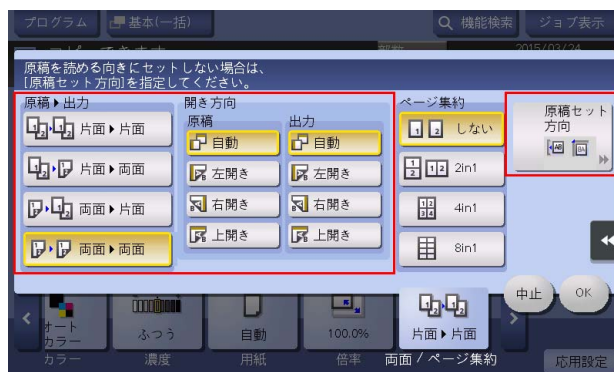 プログラム
基本(一括)
機能検索
ジョブ表示
コピーできます
部数
2015/03/24
原稿を読める向きにセットしない場合は、
[原稿セット方向]を指定してください。
原稿▶出力
片面▶片面
片面▶両面
両面▶片面
両面▶両面
開き方向
原稿
自動
左開き
右開き
上開き
出力
自動
左開き
右開き
上開き
ページ集約
しない
2in1
4in1
8in1
原稿セット
方向
中止
OK
オート
カラー
ふつう
自動
100.0%
片面▶片面
カラー
濃度
用紙
倍率
両面 / ページ集約
応用設定